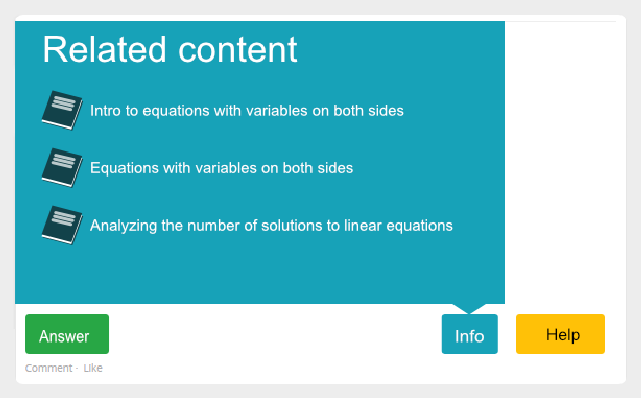 Related content
Intro to equations with variables on both sides
Equations with variables on both sides
Analyzing the number of solutions to linear equations
Answer
Info
Help
Comment · Like